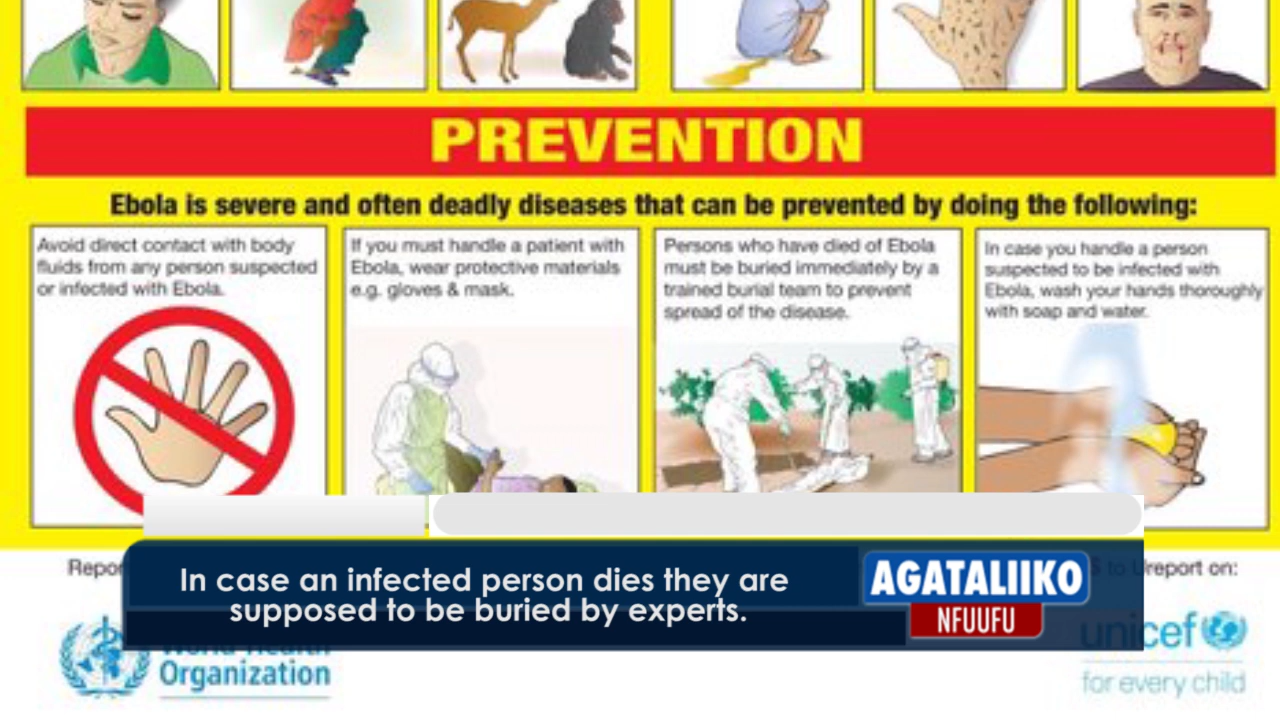 PREVENTION
Ebola is severe and often deadly diseases that can be prevented by doing the following:
Avoid direct contact with body
fluids from any person suspected
or infected with Ebola.
If you must handle a patient with
Ebola, wear protective materials
e.g. gloves & mask.
Persons who have died of Ebola
must be buried immediately by a
trained burial team to prevent
spread of the disease.
In case you handle a person
suspected to be infected with
Ebola, wash your hands thoroughly
with soap and water.
to Ureport on:
In case an infected person dies they are
supposed to be buried by experts.
AGATALIIKO
NFUUFU
World Health
Organization
unicef
for every child